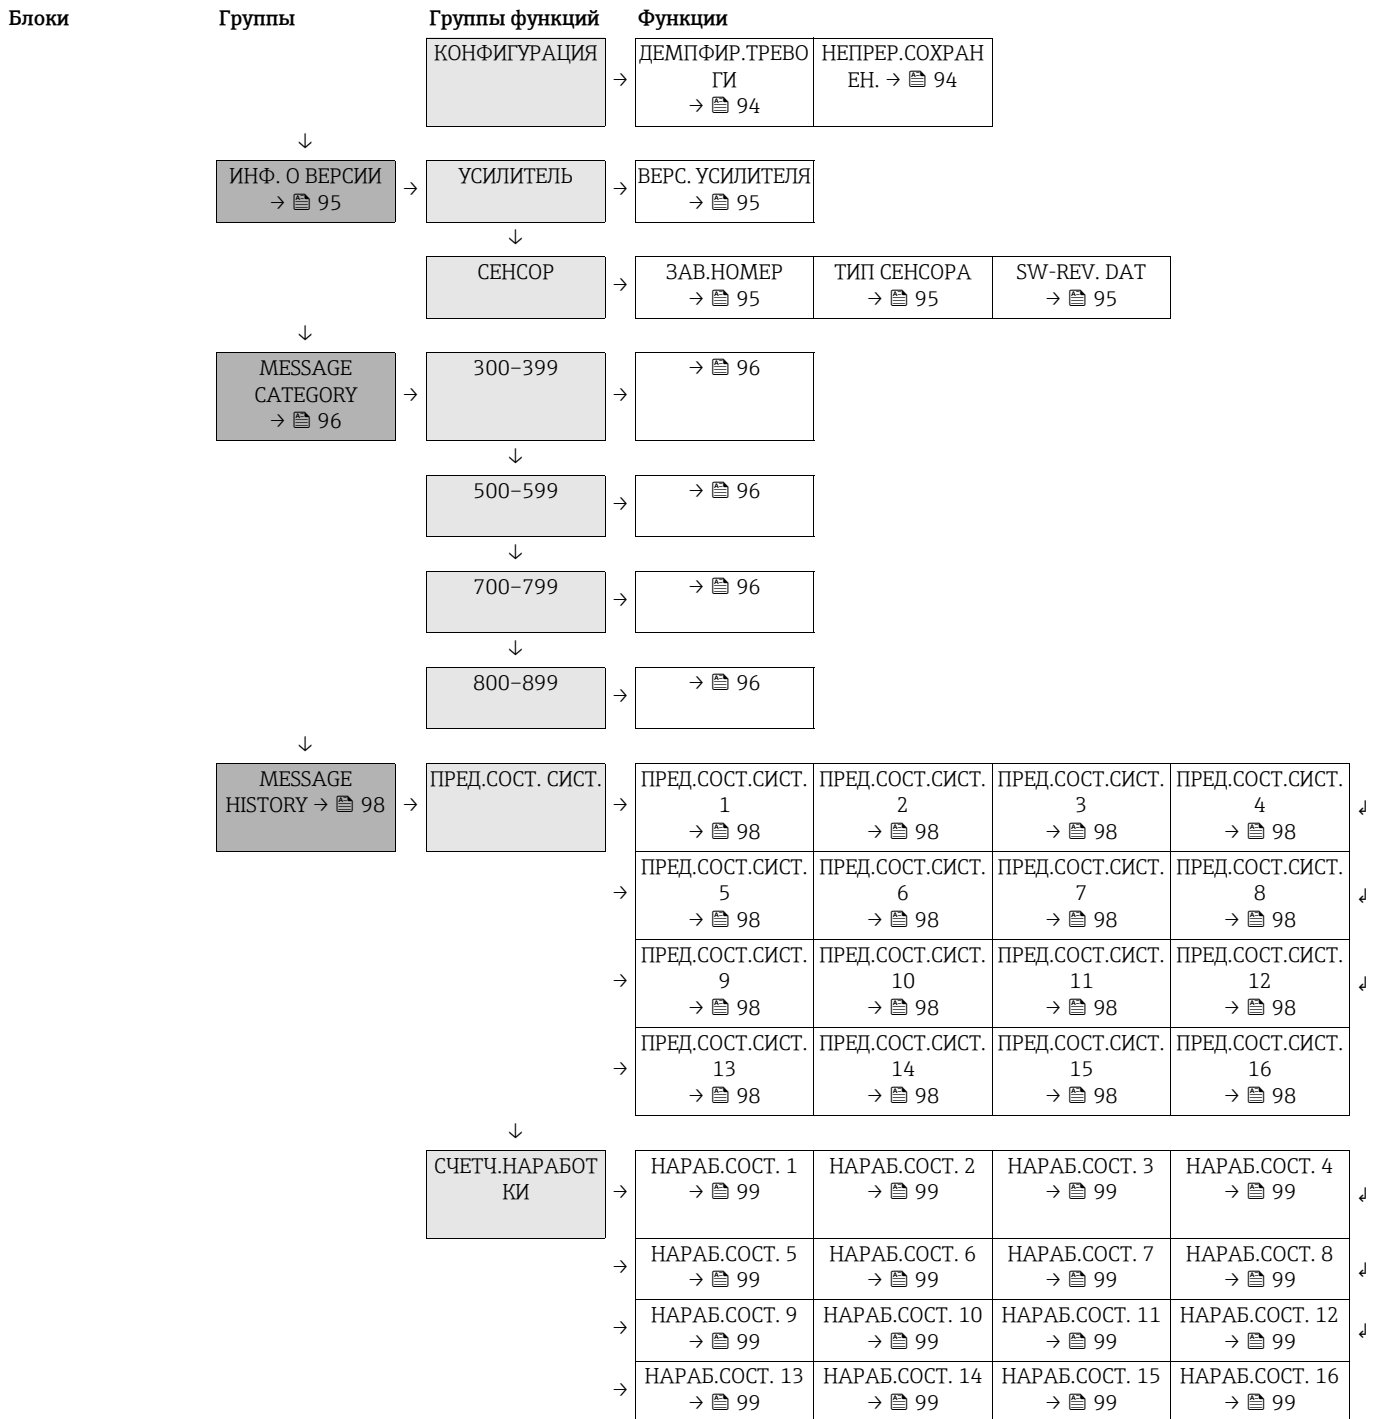 Блоки Группы Группы функций Функции
КОНФИГУРАЦИЯ → ДЕМПФИР.ТРЕВО НЕПРЕР.СОХРАН
ГИ ЕН. → 🖹 94
→ 🖹 94
↓
ИНФ. О ВЕРСИИ → УСИЛИТЕЛЬ → ВЕРС. УСИЛИТЕЛЯ
→ 🖹 95 → 🖹 95
↓
СЕНСОР → ЗАВ.НОМЕР ТИП СЕНСОРА SW-REV. DAT
→ 🖹 95 → 🖹 95 → 🖹 95
↓
MESSAGE 300–399 → 🖹 96
CATEGORY → →
→ 🖹 96
↓
500–599 → → 🖹 96
↓
700–799 → → 🖹 96
↓
800–899 → → 🖹 96
↓
MESSAGE ПРЕД.СОСТ. СИСТ. ПРЕД.СОСТ.СИСТ. ПРЕД.СОСТ.СИСТ. ПРЕД.СОСТ.СИСТ. ПРЕД.СОСТ.СИСТ.
HISTORY → 🖹 98 → → 1 2 3 4 ↲
→ 🖹 98 → 🖹 98 → 🖹 98 → 🖹 98
ПРЕД.СОСТ.СИСТ. ПРЕД.СОСТ.СИСТ. ПРЕД.СОСТ.СИСТ. ПРЕД.СОСТ.СИСТ.
→ 5 6 7 8 ↲
→ 🖹 98 → 🖹 98 → 🖹 98 → 🖹 98
ПРЕД.СОСТ.СИСТ. ПРЕД.СОСТ.СИСТ. ПРЕД.СОСТ.СИСТ. ПРЕД.СОСТ.СИСТ.
→ 9 10 11 12 ↲
→ 🖹 98 → 🖹 98 → 🖹 98 → 🖹 98
ПРЕД.СОСТ.СИСТ. ПРЕД.СОСТ.СИСТ. ПРЕД.СОСТ.СИСТ. ПРЕД.СОСТ.СИСТ.
→ 13 14 15 16
→ 🖹 98 → 🖹 98 → 🖹 98 → 🖹 98
↓
СЧЕТЧ.НАРАБОТ НАРАБ.СОСТ. 1 НАРАБ.СОСТ. 2 НАРАБ.СОСТ. 3 НАРАБ.СОСТ. 4
КИ → → 🖹 99 → 🖹 99 → 🖹 99 → 🖹 99 ↲
→ НАРАБ.СОСТ. 5 НАРАБ.СОСТ. 6 НАРАБ.СОСТ. 7 НАРАБ.СОСТ. 8 ↲
→ 🖹 99 → 🖹 99 → 🖹 99 → 🖹 99
→ НАРАБ.СОСТ. 9 НАРАБ.СОСТ. 10 НАРАБ.СОСТ. 11 НАРАБ.СОСТ. 12 ↲
→ 🖹 99 → 🖹 99 → 🖹 99 → 🖹 99
→ НАРАБ.СОСТ. 13 НАРАБ.СОСТ. 14 НАРАБ.СОСТ. 15 НАРАБ.СОСТ. 16
→ 🖹 99 → 🖹 99 → 🖹 99 → 🖹 99